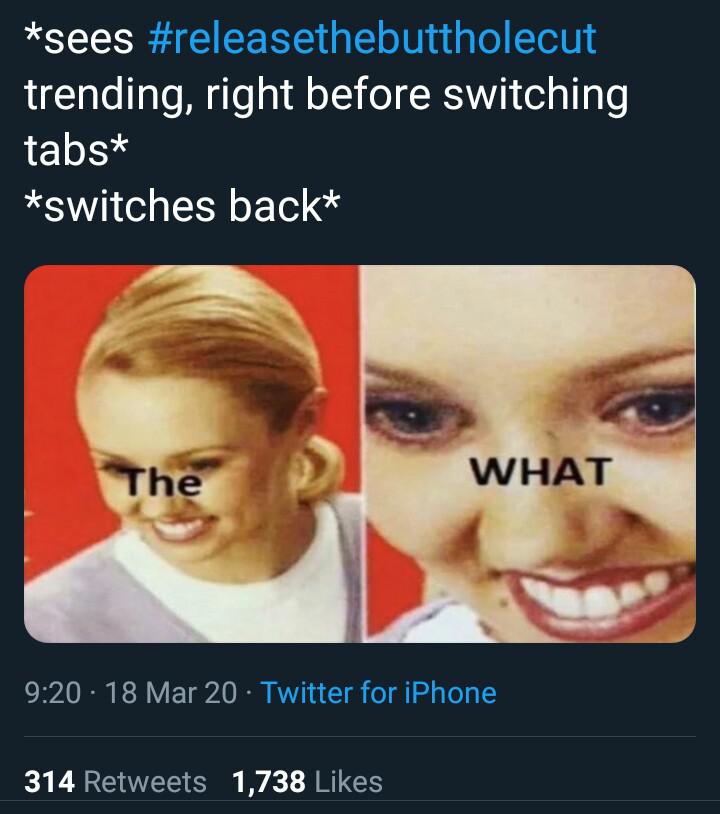 *sees #releasethebuttholecut
trending, right before switching
tabs*
*switches back*
The
WHAT
9:20 · 18 Mar 20 · Twitter for iPhone
314 Retweets 1,738 Likes